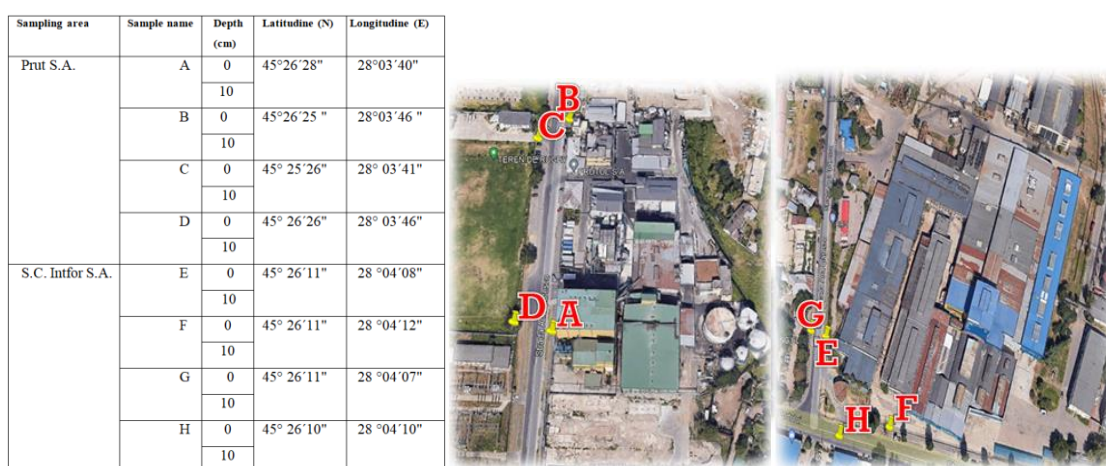 Sampling area Sample name Depth (cm) Latitudine (N) Longitudine (E)
Prut S.A. A 0 45°26´28" 28°03´40"
10
B 0 45°26´25 " 28°03´46 "
10
C 0 45° 25´26" 28° 03´41"
10
D 0 45° 26´26" 28° 03´46"
10
S.C. Intfor S.A. E 0 45° 26´11" 28 °04´08"
10
F 0 45° 26´11" 28 °04´12"
10
G 0 45° 26´11" 28 °04´07"
10
H 0 45° 26´10" 28 °04´10"
10
B
C
TEREN DE
D
A
G
E
H
F